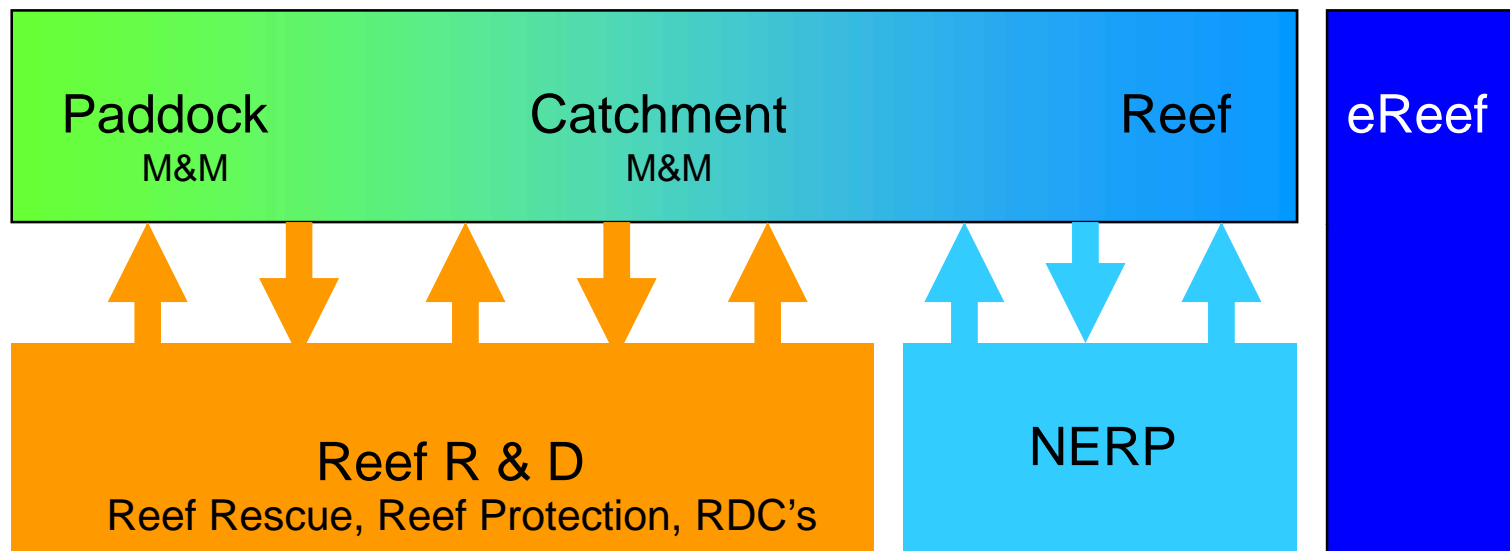 Paddock
M&M
Catchment
M&M
Reef
eReef
Reef R & D
Reef Rescue, Reef Protection, RDC's
NERP